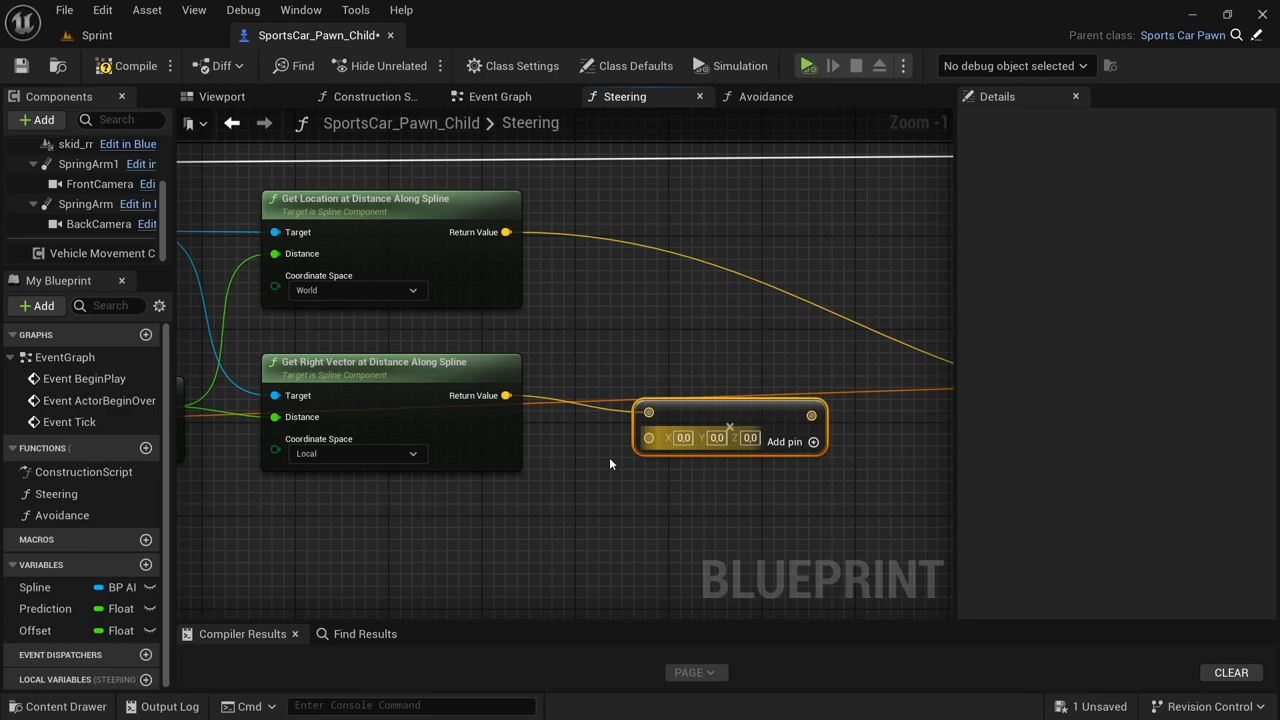 File Edit Asset View Debug Window Tools Help
Sprint
SportsCar_Pawn_Child*
Parent class: Sports Car Pawn
Compile
Diff
Find
Hide Unrelated
Class Settings
Class Defaults
Simulation
No debug object selected
Components
Viewport
Construction S...
Event Graph
Steering
Avoidance
Details
Add
Search
SportsCar_Pawn_Child > Steering
Zoom -1
skid_rr Edit in Blue
SpringArm1 Edit in
FrontCamera Edi
SpringArm Edit in I
BackCamera Edit
Vehicle Movement C
Get Location at Distance Along Spline
Target is Spline Component
Target
Return Value
Distance
Coordinate Space
World
My Blueprint
Add
Search
GRAPHS
EventGraph
Event BeginPlay
Event ActorBeginOver
Event Tick
FUNCTIONS (
ConstructionScript
Steering
Avoidance
MACROS
VARIABLES
Spline BP AI
Prediction Float
Offset Float
EVENT DISPATCHERS
LOCAL VARIABLES (STEERING
Get Right Vector at Distance Along Spline
Target is Spline Component
Target
Return Value
Distance
Coordinate Space
Local
X 0,0 Y 0,0 Z 0,0
Add pin
BLUEPRINT
Compiler Results
Find Results
PAGE
CLEAR
Content Drawer
Output Log
Cmd
Enter Console Command
1 Unsaved
Revision Control